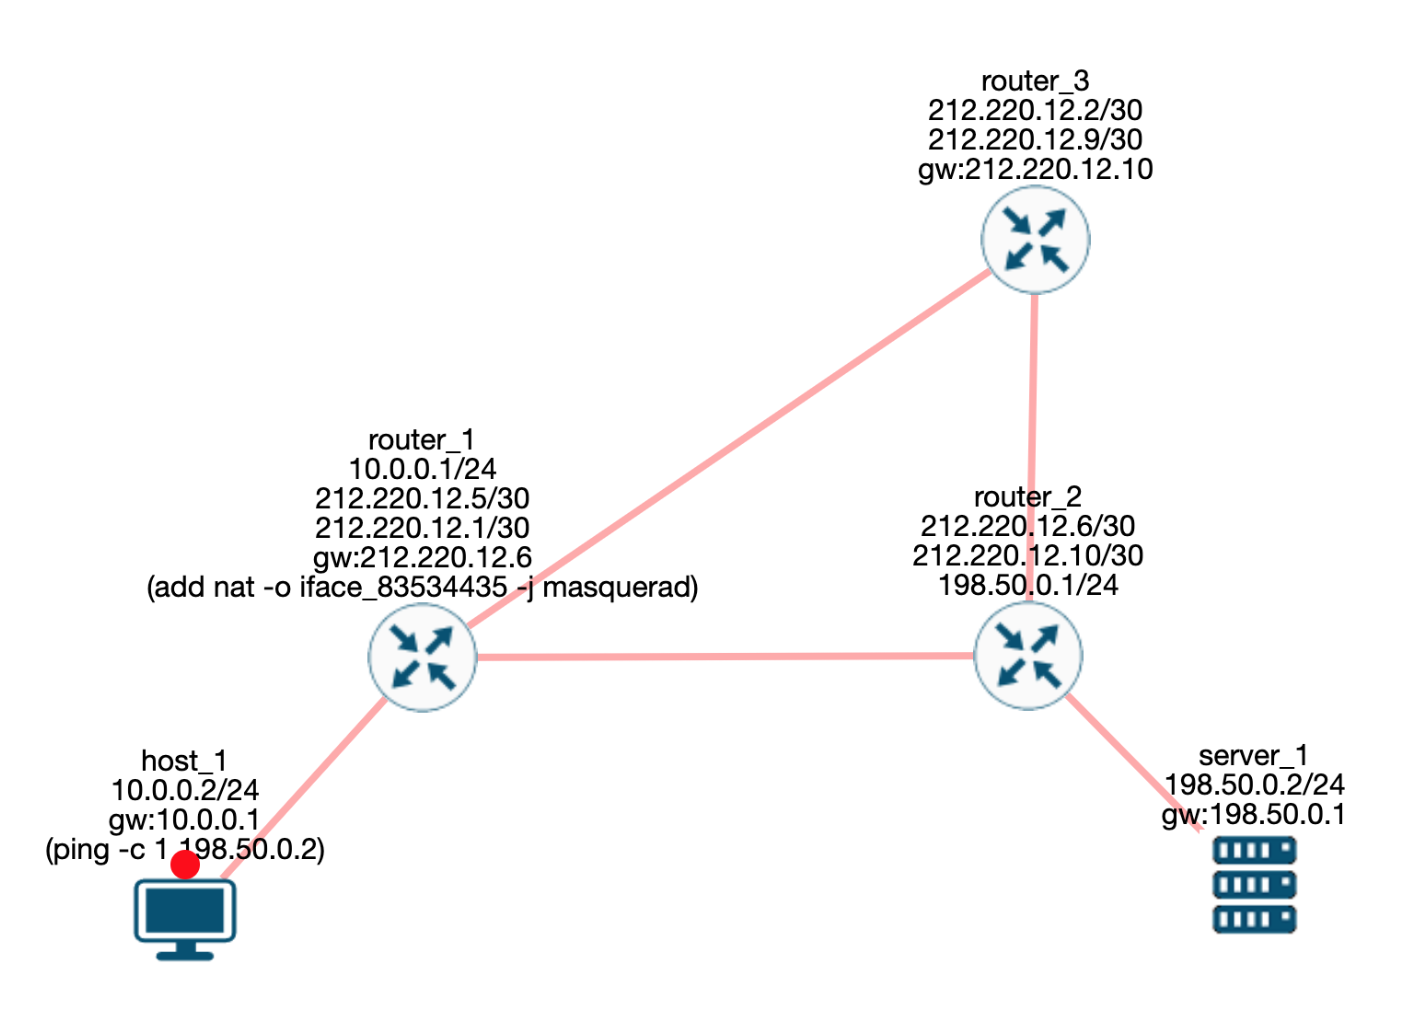 router_3
212.220.12.2/30
212.220.12.9/30
gw:212.220.12.10
router_1
10.0.0.1/24
212.220.12.5/30
212.220.12.1/30
gw:212.220.12.6
(add nat -o iface_83534435 -j masquerad)
router_2
212.220.12.6/30
212.220.12.10/30
198.50.0.1/24
host_1
10.0.0.2/24
gw:10.0.0.1
(ping -c 1 198.50.0.2)
server_1
198.50.0.2/24
gw:198.50.0.1